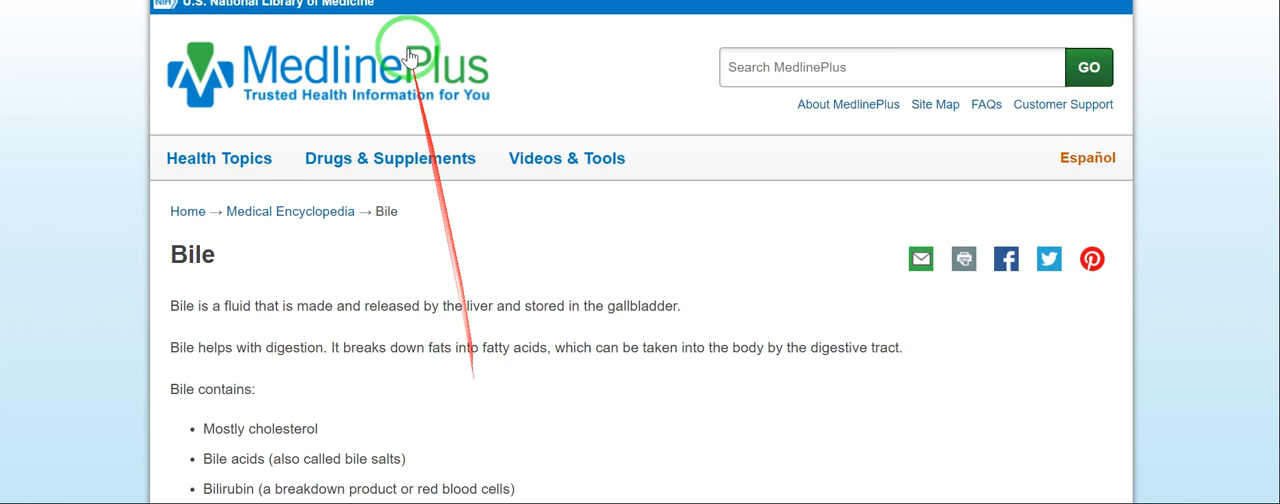 NIH U.S. National Library of Medicine
MedlinePlus
Trusted Health Information for You
Search MedlinePlus
GO
About MedlinePlus Site Map FAQs Customer Support
Health Topics Drugs & Supplements Videos & Tools Español
Home → Medical Encyclopedia → Bile
Bile
Bile is a fluid that is made and released by the liver and stored in the gallbladder.
Bile helps with digestion. It breaks down fats into fatty acids, which can be taken into the body by the digestive tract.
Bile contains:
• Mostly cholesterol
• Bile acids (also called bile salts)
• Bilirubin (a breakdown product or red blood cells)